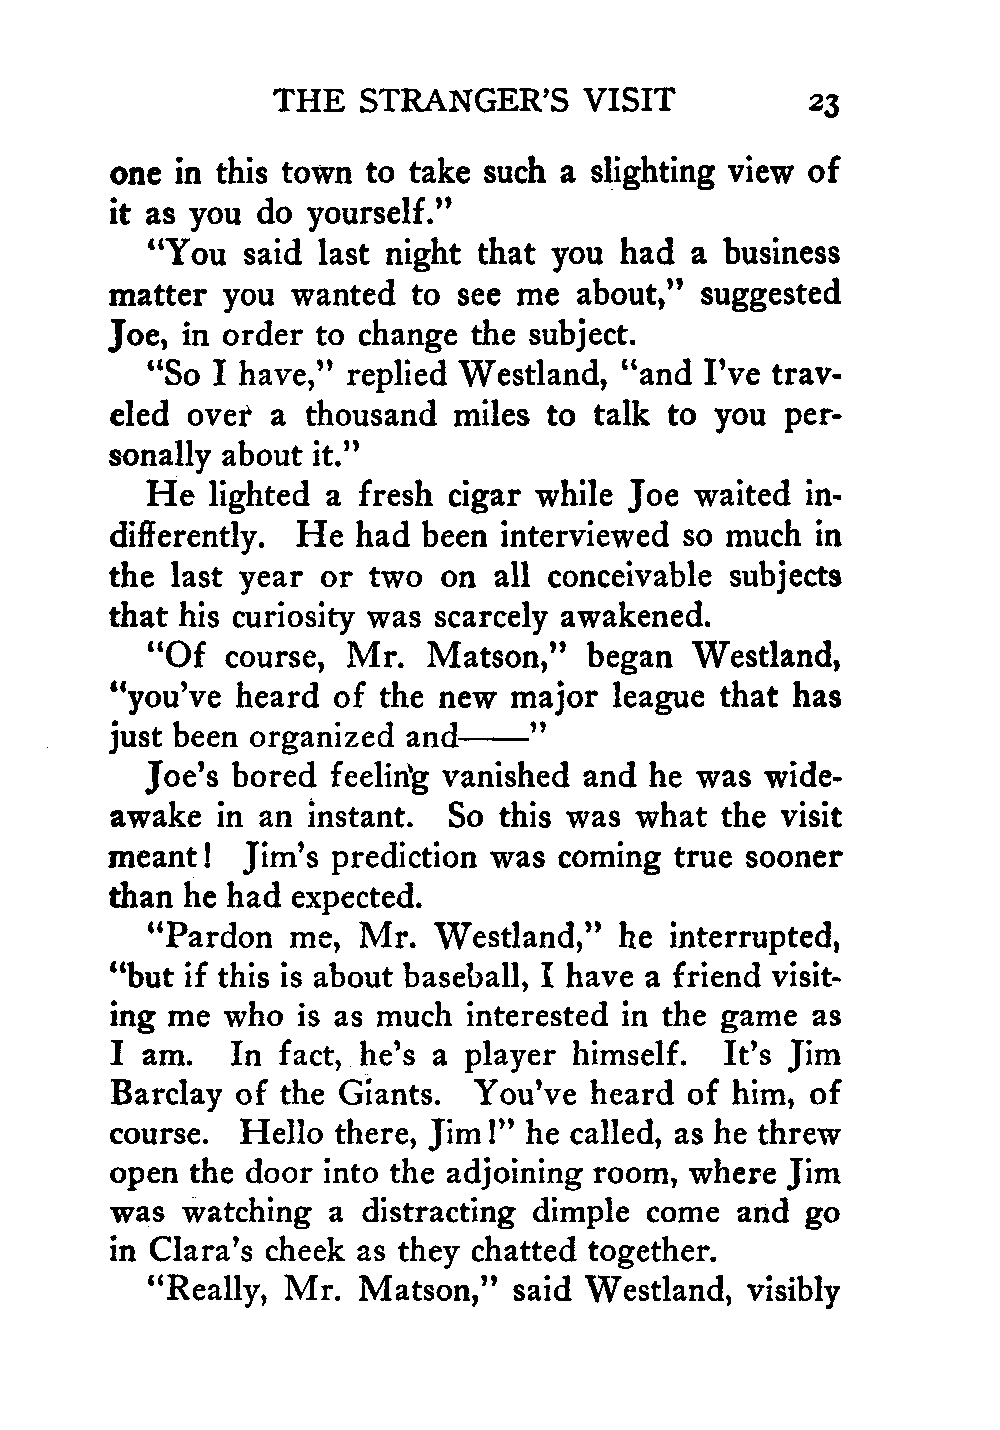 THE STRANGER'S VISIT 23
one in this town to take such a slighting view of
it as you do yourself."
"You said last night that you had a business
matter you wanted to see me about," suggested
Joe, in order to change the subject.
"So I have," replied Westland, "and I've trav-
eled over a thousand miles to talk to you per-
sonally about it."
He lighted a fresh cigar while Joe waited in-
differently. He had been interviewed so much in
the last year or two on all conceivable subjects
that his curiosity was scarcely awakened.
"Of course, Mr. Matson," began Westland,
"you've heard of the new major league that has
just been organized and——"
Joe's bored feeling vanished and he was wide-
awake in an instant. So this was what the visit
meant! Jim's prediction was coming true sooner
than he had expected.
"Pardon me, Mr. Westland," he interrupted,
"but if this is about baseball, I have a friend visit-
ing me who is as much interested in the game as
I am. In fact, he's a player himself. It's Jim
Barclay of the Giants. You've heard of him, of
course. Hello there, Jim!" he called, as he threw
open the door into the adjoining room, where Jim
was watching a distracting dimple come and go
in Clara's cheek as they chatted together.
"Really, Mr. Matson," said Westland, visibly